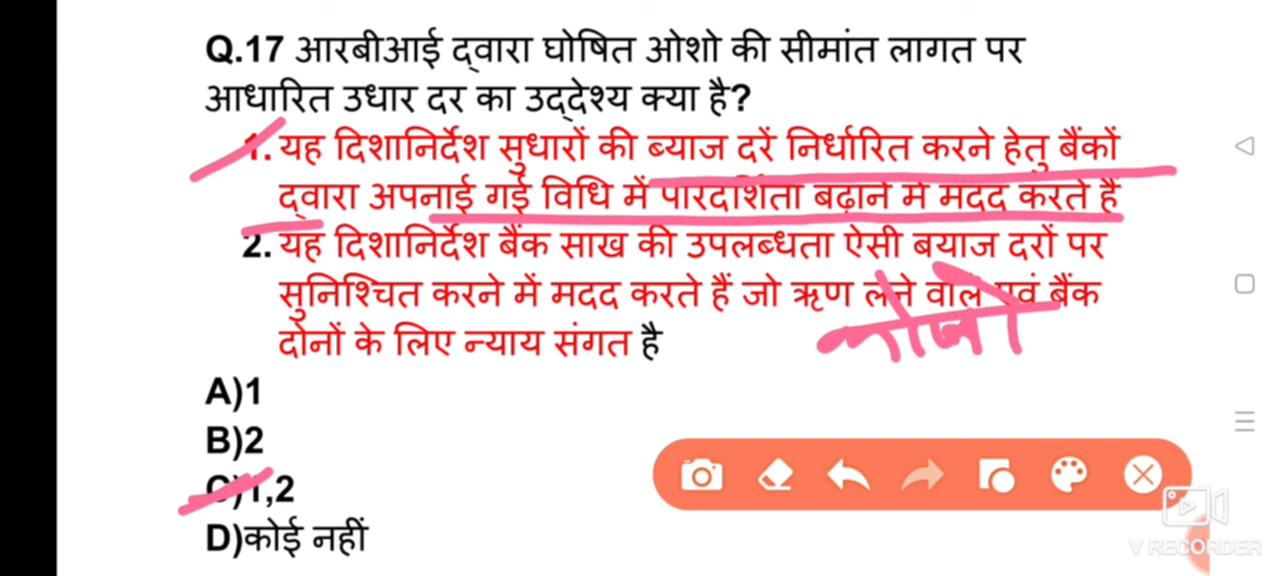 Q.17 आरबीआई द्वारा घोषित ओशो की सीमांत लागत पर
आधारित उधार दर का उद्देश्य क्या है?
1. यह दिशानिर्देश सुधारों की ब्याज दरें निर्धारित करने हेतु बैंकों
द्वारा अपनाई गई विधि में पारदर्शिता बढ़ाने में मदद करते हैं
2. यह दिशानिर्देश बैंक साख की उपलब्धता ऐसी बयाज दरों पर
सुनिश्चित करने में मदद करते हैं जो ऋण लेने वाले एवं बैंक
दोनों के लिए न्याय संगत है
A)1
B)2
C)1,2
D)कोई नहीं
V RECORDER